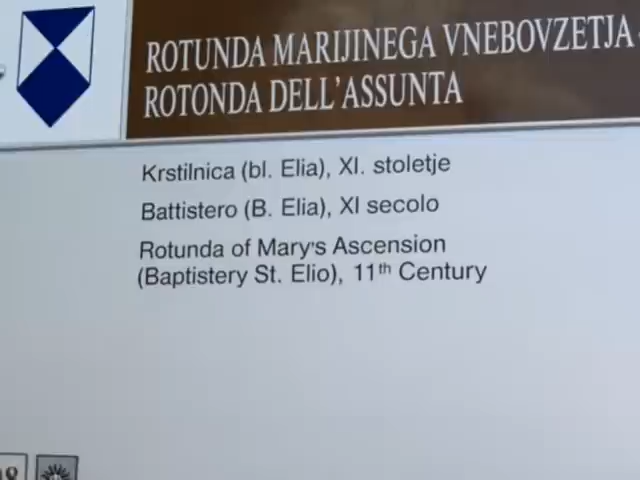 ROTUNDA MARIJINEGA VNEBOVZETJA
ROTONDA DELL'ASSUNTA
Krstilnica (bl. Elia), XI. stoletje
Battistero (B. Elia), XI secolo
Rotunda of Mary's Ascension
(Baptistery St. Elio), 11th Century